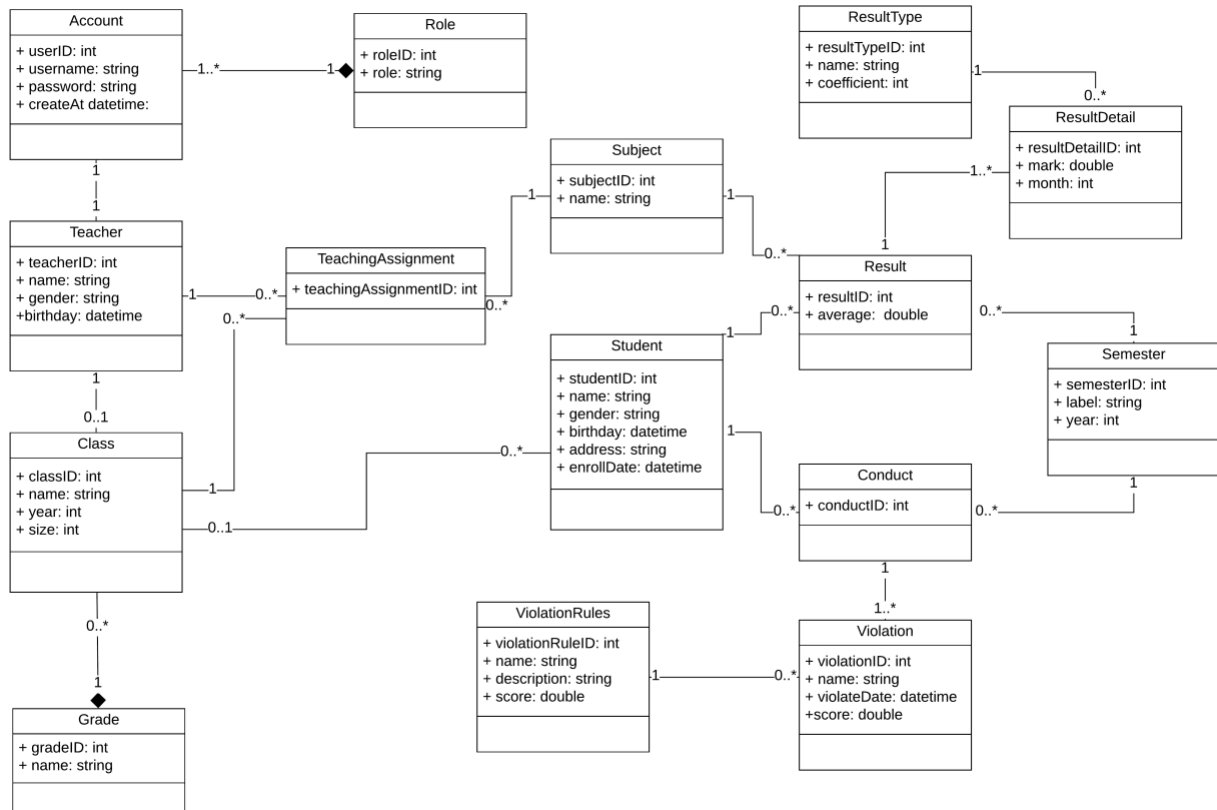 Account
+ userID: int
+ username: string
+ password: string
+ createAt datetime:
1..*
1
Role
+ roleID: int
+ role: string
ResultType
+ resultTypeID: int
+ name: string
+ coefficient: int
1
0..*
ResultDetail
+ resultDetailID: int
+ mark: double
+ month: int
1..*
1
1
1
Subject
+ subjectID: int
+ name: string
1
1
0..*
Teacher
+ teacherID: int
+ name: string
+ gender: string
+birthday: datetime
1
0..*
TeachingAssignment
+ teachingAssignmentID: int
0..*
0..*
Result
+ resultID: int
+ average:  double
0..*
0..*
1
1
Student
+ studentID: int
+ name: string
+ gender: string
+ birthday: datetime
+ address: string
+ enrollDate: datetime
Semester
+ semesterID: int
+ label: string
+ year: int
1
0..1
Class
+ classID: int
+ name: string
+ year: int
+ size: int
1
0..1
0..*
1
0..*
Conduct
+ conductID: int
0..*
1
1
1..*
0..*
1
ViolationRules
+ violationRuleID: int
+ name: string
+ description: string
+ score: double
1
0..*
Violation
+ violationID: int
+ name: string
+ violateDate: datetime
+score: double
Grade
+ gradeID: int
+ name: string